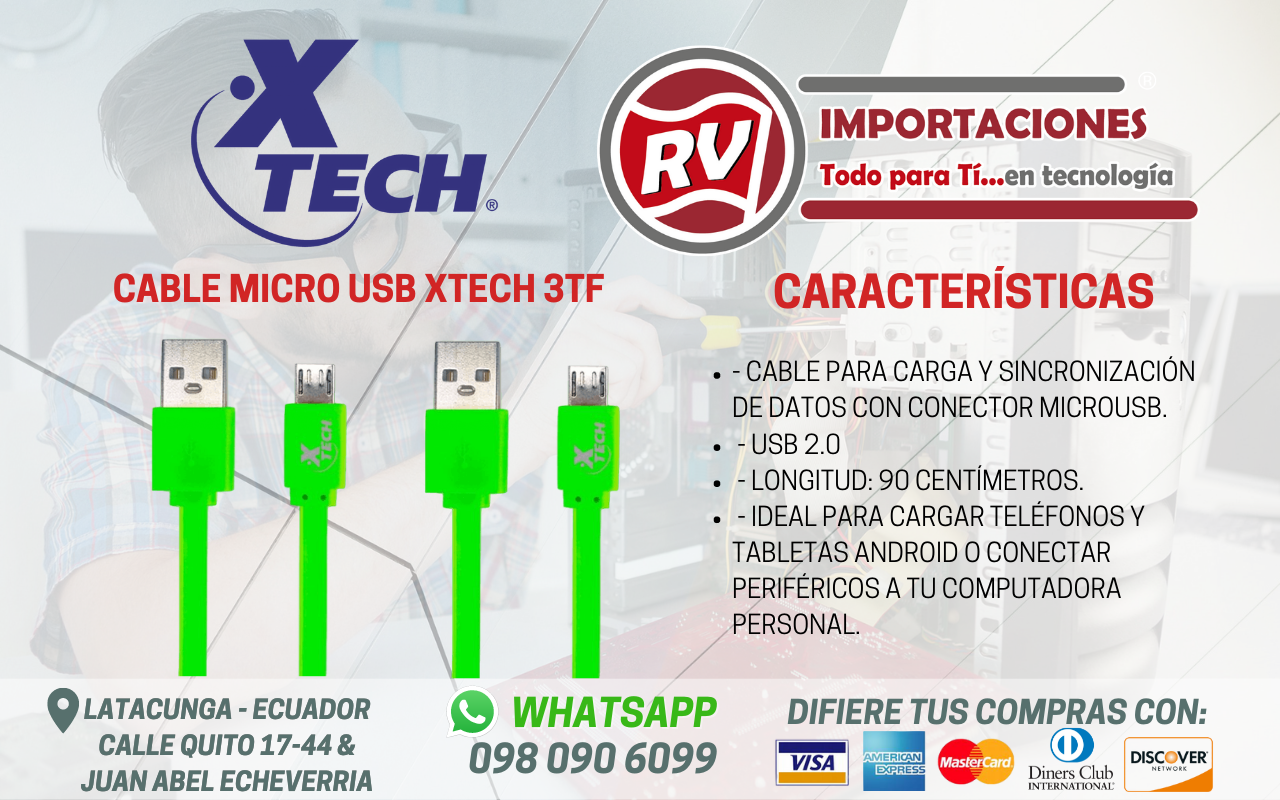 X
TECH®
RV
IMPORTACIONES
®
Todo para Tí...en tecnología
CABLE MICRO USB XTECH 3TF
X TECH
X TECH
CARACTERÍSTICAS
• - CABLE PARA CARGA Y SINCRONIZACIÓN
DE DATOS CON CONECTOR MICROUSB.
• - USB 2.0
• - LONGITUD: 90 CENTÍMETROS.
• - IDEAL PARA CARGAR TELÉFONOS Y
TABLETAS ANDROID O CONECTAR
PERIFÉRICOS A TU COMPUTADORA
PERSONAL.
LATACUNGA - ECUADOR
CALLE QUITO 17-44 &
JUAN ABEL ECHEVERRIA
WHATSAPP
098 090 6099
DIFIERE TUS COMPRAS CON:
VISA
AMERICAN
EXPRESS
MasterCard
Diners Club
INTERNATIONAL®
DISCOVER®
NETWORK